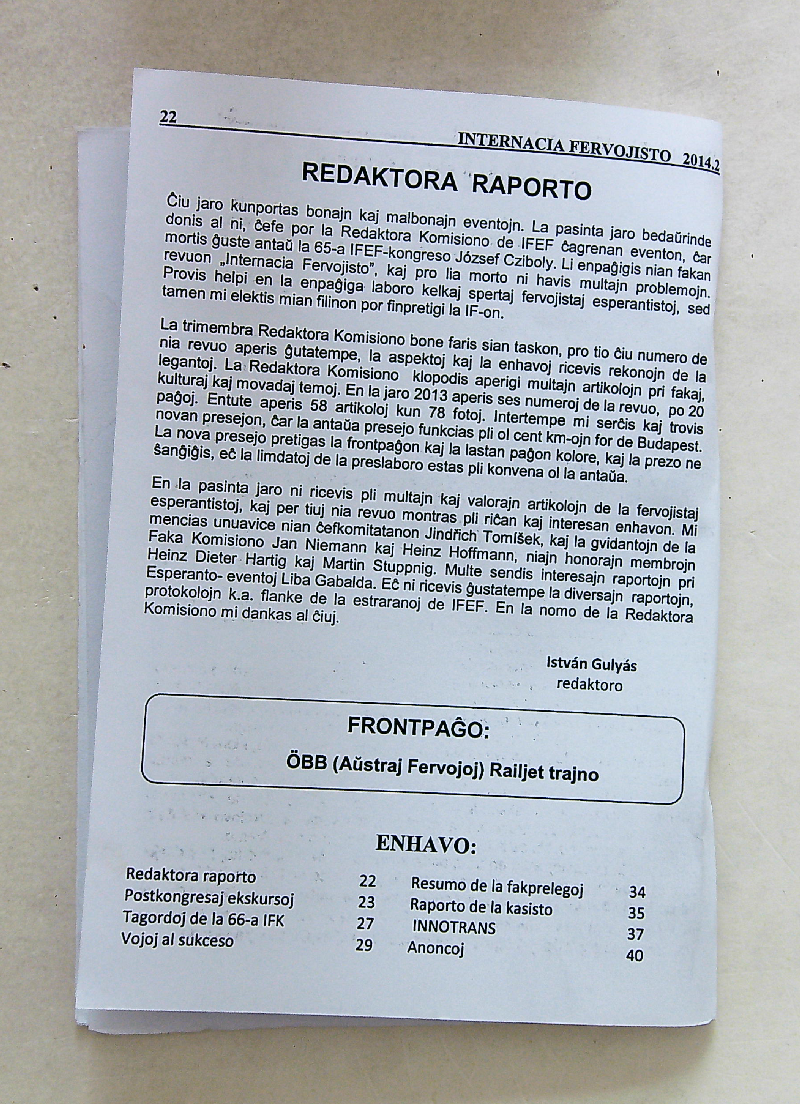 22
INTERNACIA FERVOJISTO 2014.2
REDAKTORA RAPORTO
Ĉiu jaro kunportas bonajn kaj malbonajn eventojn. La pasinta jaro bedaŭrinde
donis al ni, ĉefe por la Redaktora Komisiono de IFEF ĉagrenan eventon, ĉar
mortis ĝuste antaŭ la 65-a IFEF-kongreso József Cziboly. Li enpaĝigis nian fakan
revuon „Internacia Fervojisto”, kaj pro lia morto ni havis multajn problemojn.
Provis helpi en la enpaĝiga laboro kelkaj spertaj fervojistaj esperantistoj, sed
tamen mi elektis mian filinon por finpretigi la IF-on.
La trimembra Redaktora Komisiono bone faris sian taskon, pro tio ĉiu numero de
nia revuo aperis ĝutatempe, la aspektoj kaj la enhavoj ricevis rekonojn de la
legantoj. La Redaktora Komisiono klopodis aperigi multajn artikolojn pri fakaj,
kulturaj kaj movadaj temoj. En la jaro 2013 aperis ses numeroj de la revuo, po 20
paĝoj. Entute aperis 58 artikoloj kun 78 fotoj. Intertempe mi serĉis kaj trovis
novan presejon, ĉar la antaŭa presejo funkcias pli ol cent km-ojn for de Budapest.
La nova presejo pretigas la frontpaĝon kaj la lastan paĝon kolore, kaj la prezo ne
ŝanĝiĝis, eĉ la limdatoj de la preslaboro estas pli konvena ol la antaŭa.
En la pasinta jaro ni ricevis pli multajn kaj valorajn artikolojn de la fervojistaj
esperantistoj, kaj per tiuj nia revuo montras pli riĉan kaj interesan enhavon. Mi
mencias unuavice nian ĉefkomitatanon Jindřich Tomíšek, kaj la gvidantojn de la
Faka Komisiono Jan Niemann kaj Heinz Hoffmann, niajn honorajn membrojn
Heinz Dieter Hartig kaj Martin Stuppnig. Multe sendis interesajn raportojn pri
Esperanto- eventoj Liba Gabalda. Eĉ ni ricevis ĝustatempe la diversajn raportojn,
protokolojn k.a. flanke de la estraranoj de IFEF. En la nomo de la Redaktora
Komisiono mi dankas al ĉiuj.
István Gulyás
redaktoro
FRONTPAĜO:
ÖBB (Aŭstraj Fervojoj) Railjet trajno
ENHAVO:
Redaktora raporto 22
Postkongresaj ekskursoj 23
Tagordoj de la 66-a IFK 27
Vojoj al sukceso 29
Resumo de la fakprelegoj 34
Raporto de la kasisto 35
INNOTRANS 37
Anoncoj 40